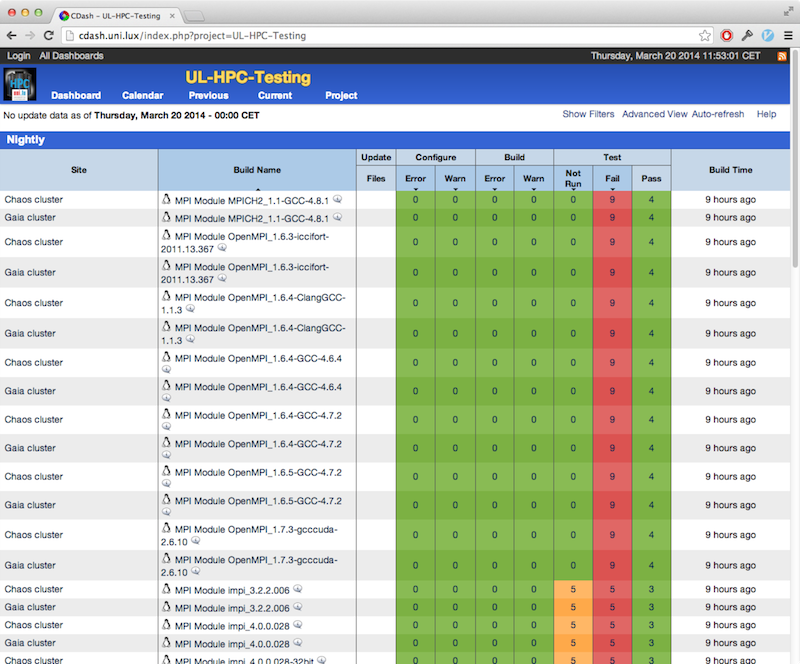 CDash – UL-HPC-Testing
cdash.uni.lux/index.php?project=UL-HPC-Testing
Login All Dashboards Thursday, March 20 2014 11:53:01 CET
HPC
UL-HPC-Testing
Dashboard Calendar Previous Current Project
No update data as of Thursday, March 20 2014 - 00:00 CET Show Filters Advanced View Auto-refresh Help
Nightly
Site Build Name Update Configure Build Test Build Time
Files Error Warn Error Warn Not Run Fail Pass
Chaos cluster MPI Module MPICH2_1.1-GCC-4.8.1 0 0 0 0 0 9 4 9 hours ago
Gaia cluster MPI Module MPICH2_1.1-GCC-4.8.1 0 0 0 0 0 9 4 9 hours ago
Chaos cluster MPI Module OpenMPI_1.6.3-iccifort-
2011.13.367 0 0 0 0 0 9 4 9 hours ago
Gaia cluster MPI Module OpenMPI_1.6.3-iccifort-
2011.13.367 0 0 0 0 0 9 4 9 hours ago
Chaos cluster MPI Module OpenMPI_1.6.4-ClangGCC-
1.1.3 0 0 0 0 0 9 4 9 hours ago
Gaia cluster MPI Module OpenMPI_1.6.4-ClangGCC-
1.1.3 0 0 0 0 0 9 4 9 hours ago
Chaos cluster MPI Module OpenMPI_1.6.4-GCC-4.6.4 0 0 0 0 0 9 4 9 hours ago
Gaia cluster MPI Module OpenMPI_1.6.4-GCC-4.6.4 0 0 0 0 0 9 4 9 hours ago
Chaos cluster MPI Module OpenMPI_1.6.4-GCC-4.7.2 0 0 0 0 0 9 4 9 hours ago
Gaia cluster MPI Module OpenMPI_1.6.4-GCC-4.7.2 0 0 0 0 0 9 4 9 hours ago
Chaos cluster MPI Module OpenMPI_1.6.5-GCC-4.7.2 0 0 0 0 0 9 4 9 hours ago
Gaia cluster MPI Module OpenMPI_1.6.5-GCC-4.7.2 0 0 0 0 0 9 4 9 hours ago
Chaos cluster MPI Module OpenMPI_1.7.3-gcccuda-
2.6.10 0 0 0 0 0 9 4 9 hours ago
Gaia cluster MPI Module OpenMPI_1.7.3-gcccuda-
2.6.10 0 0 0 0 0 9 4 9 hours ago
Chaos cluster MPI Module impi_3.2.2.006 0 0 0 0 5 5 3 9 hours ago
Gaia cluster MPI Module impi_3.2.2.006 0 0 0 0 5 5 3 9 hours ago
Chaos cluster MPI Module impi_4.0.0.028 0 0 0 0 5 5 3 9 hours ago
Gaia cluster MPI Module impi_4.0.0.028 0 0 0 0 5 5 3 9 hours ago
Chaos cluster MPI Module impi_4.0.0.028-32bit 0 0 0 0 5 5 3 9 hours ago